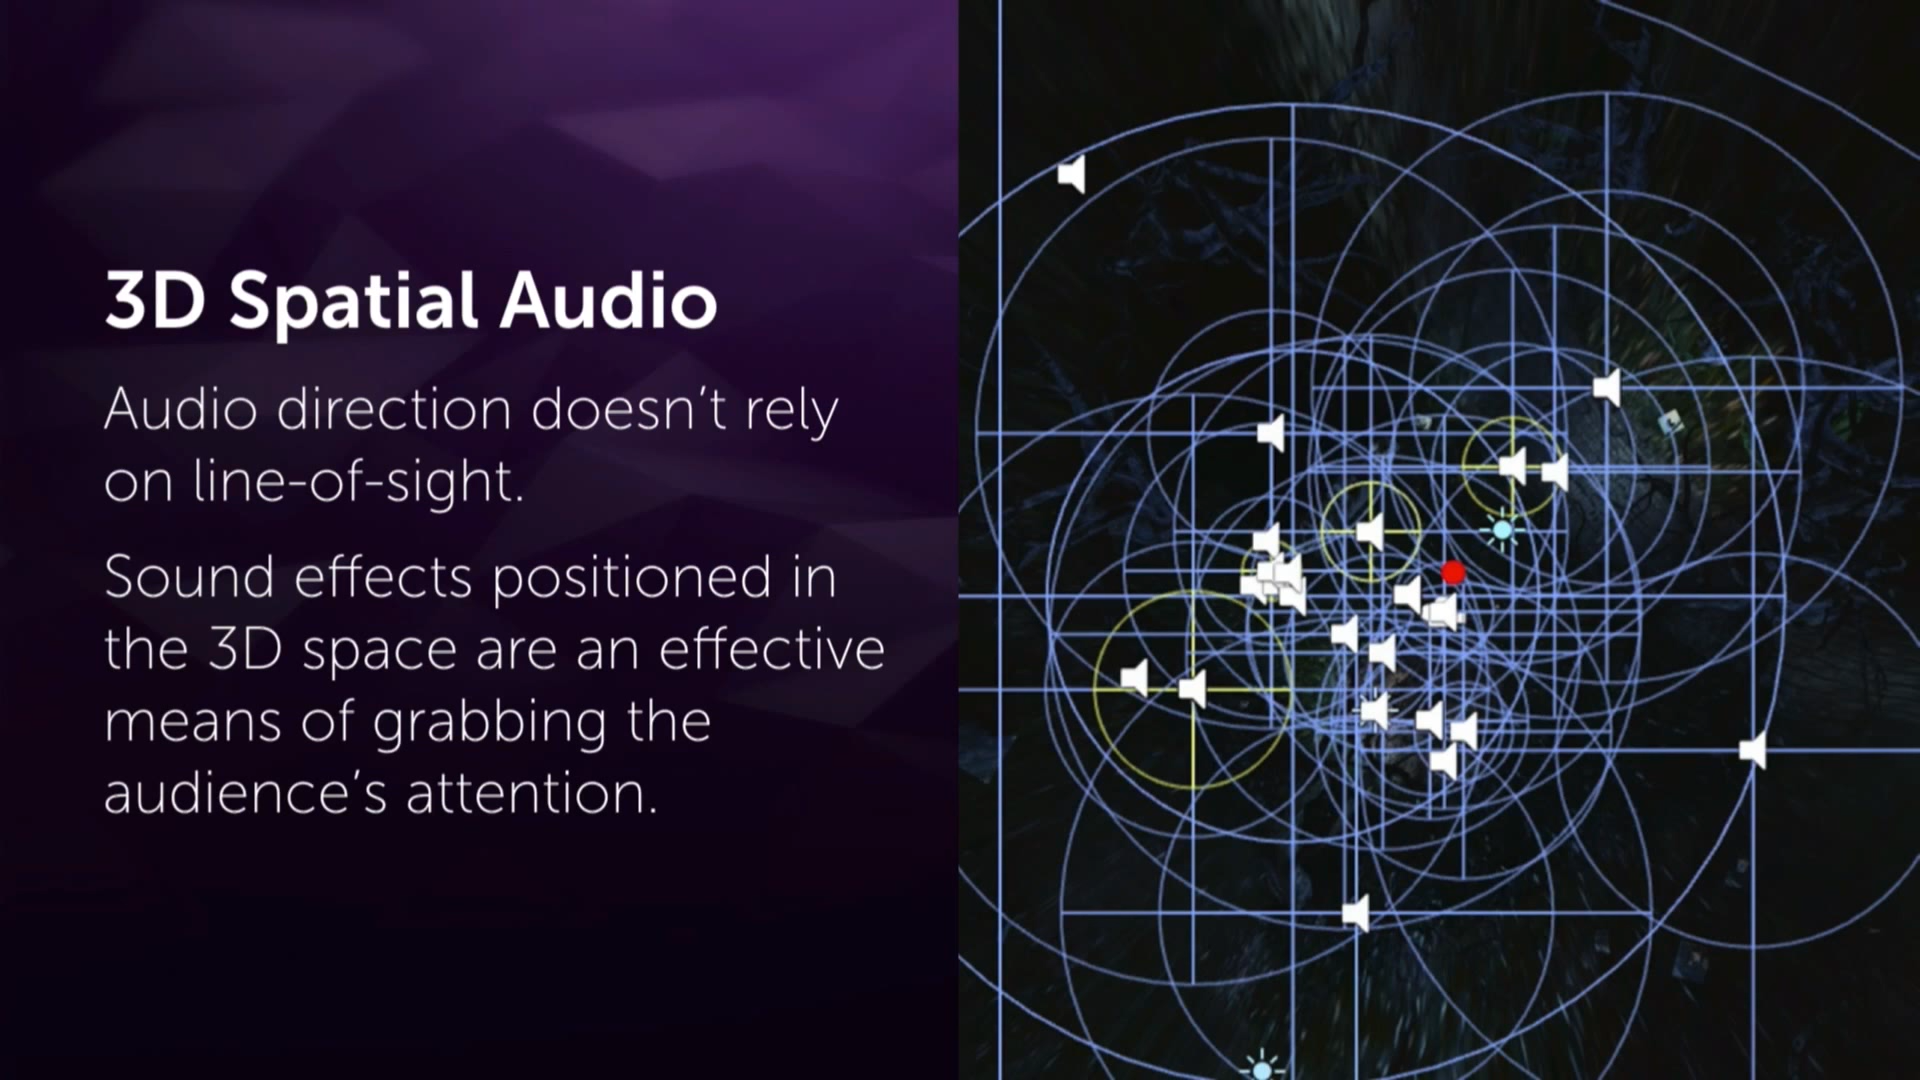 3D Spatial Audio
Audio direction doesn’t rely
on line-of-sight.
Sound effects positioned in
the 3D space are an effective
means of grabbing the
audience’s attention.